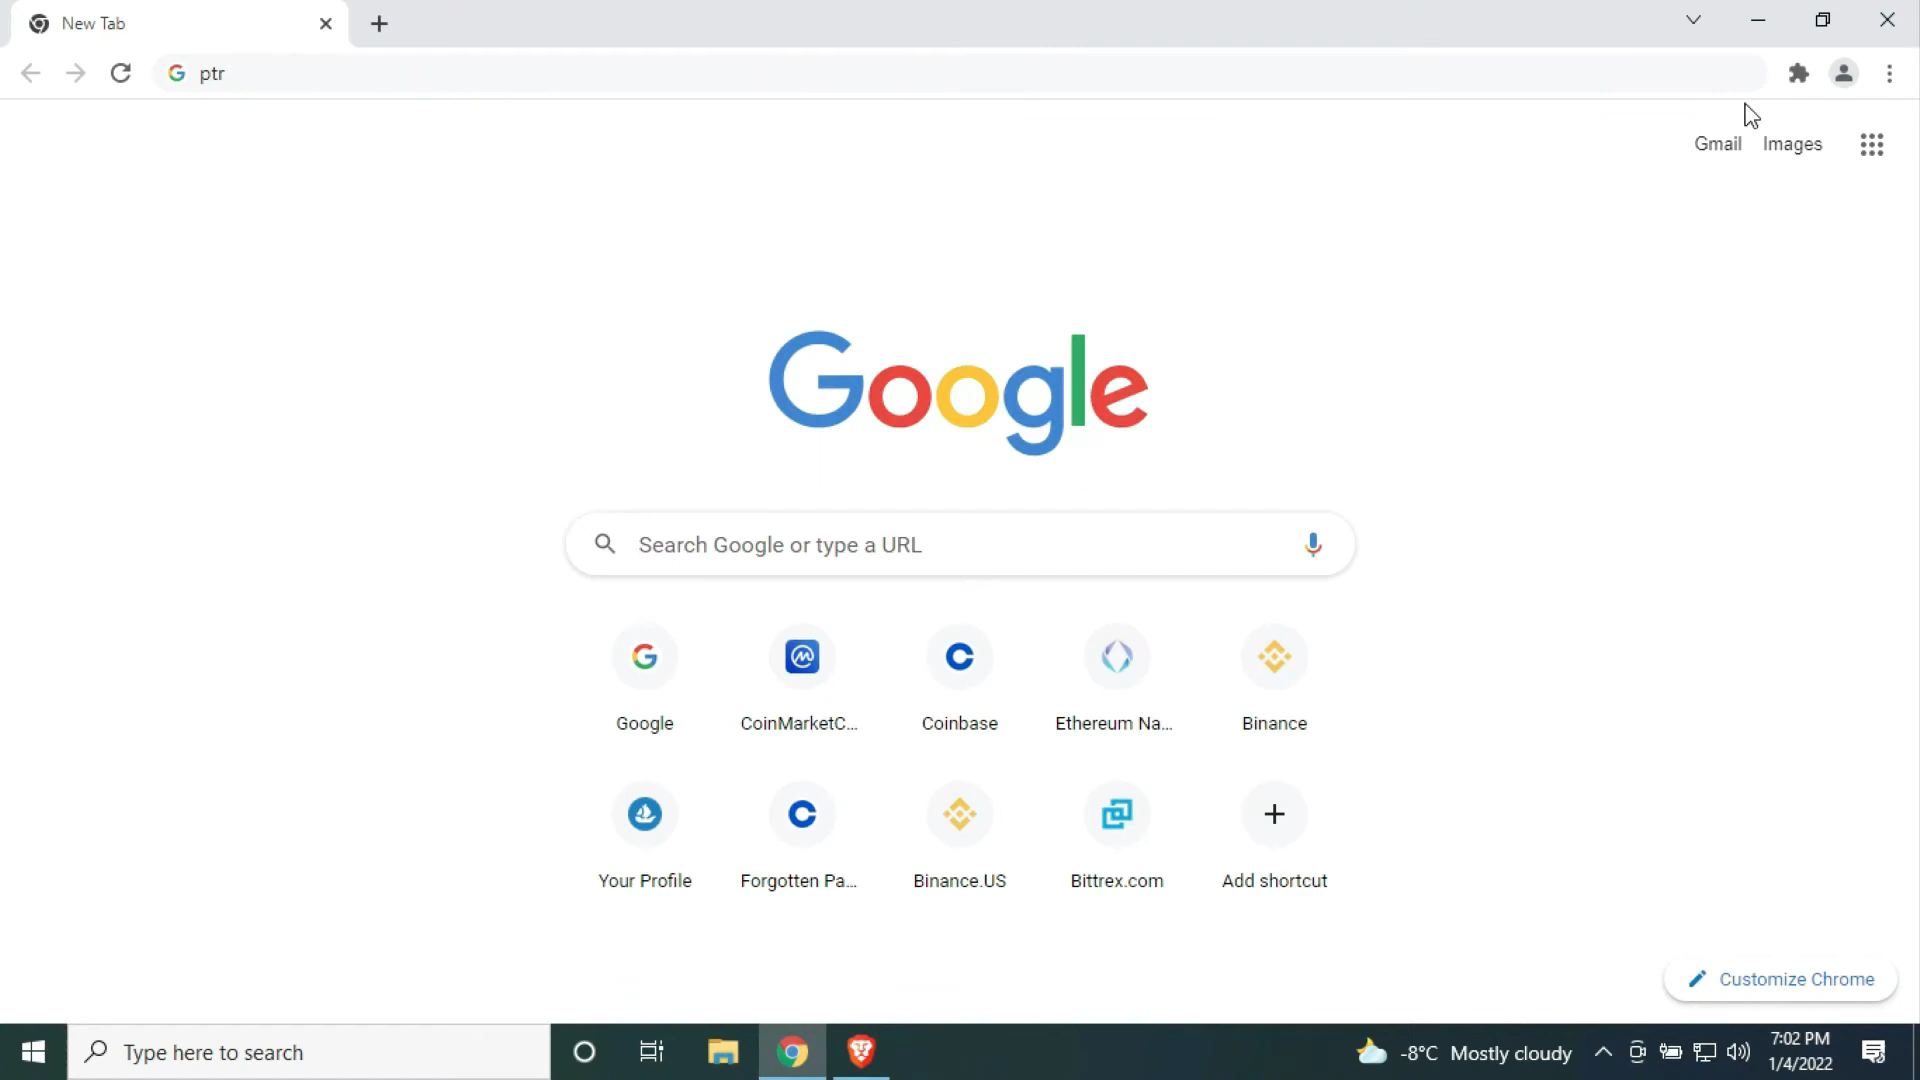 New Tab
ptr
Gmail Images
Google
Search Google or type a URL
Google CoinMarketC... Coinbase Ethereum Na... Binance
Your Profile Forgotten Pa... Binance.US Bittrex.com Add shortcut
Customize Chrome
Type here to search
-8°C Mostly cloudy
7:02 PM
1/4/2022